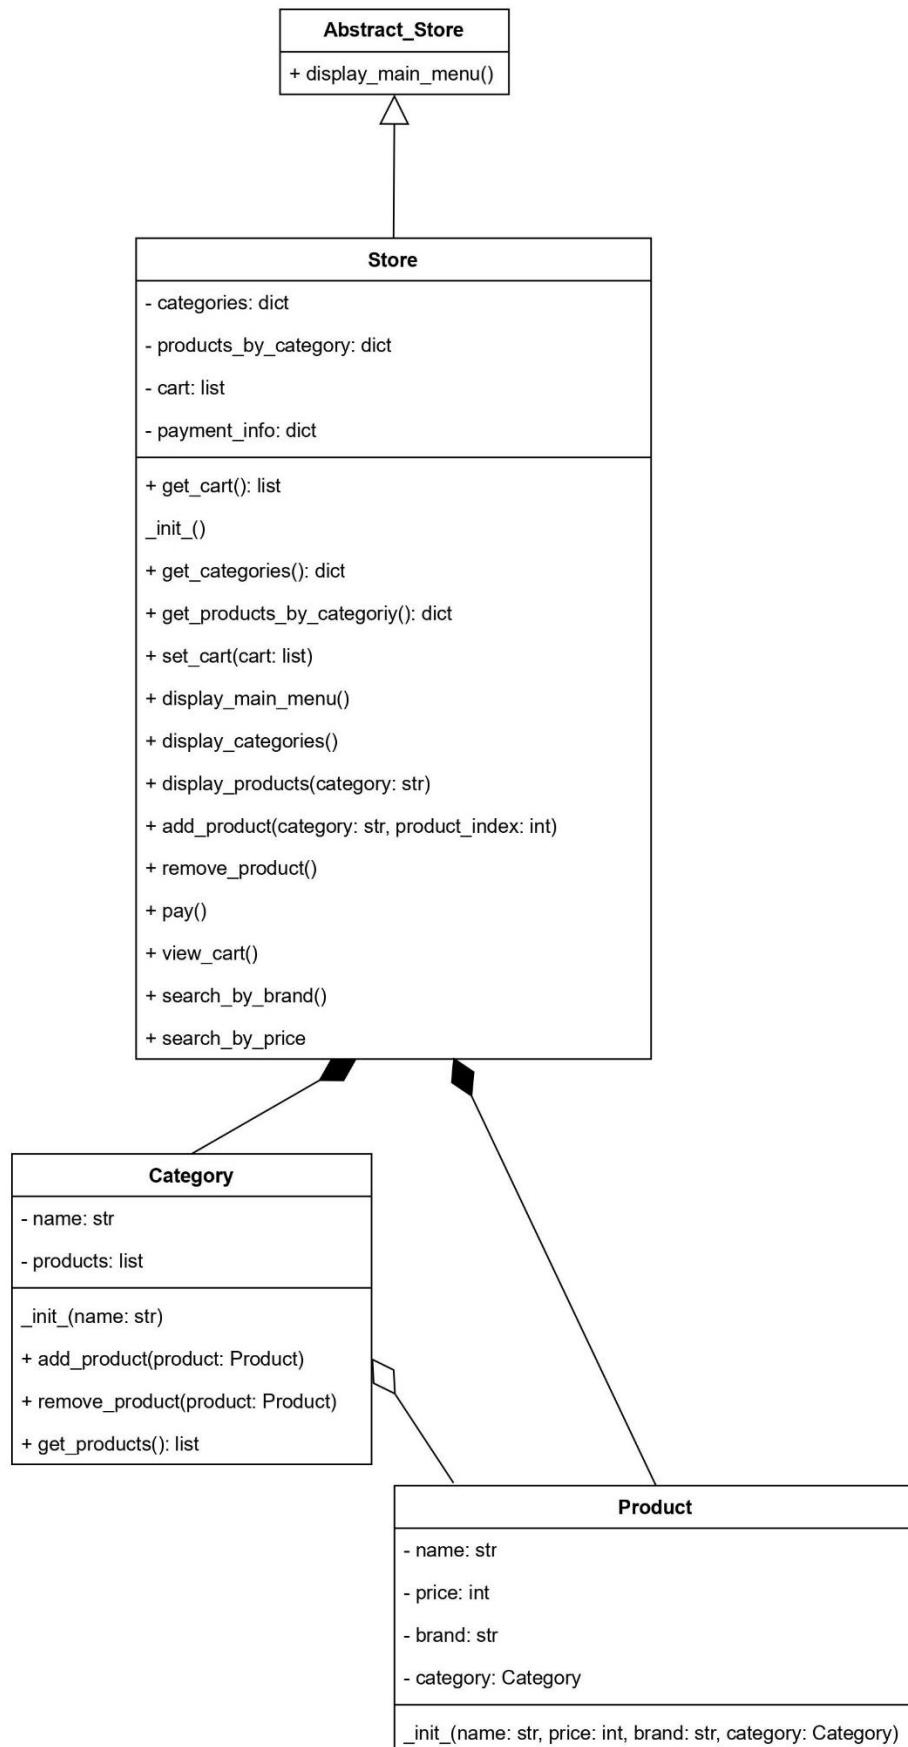 Abstract_Store
+ display_main_menu()
Store
- categories: dict
- products_by_category: dict
- cart: list
- payment_info: dict
+ get_cart(): list
_init_()
+ get_categories(): dict
+ get_products_by_categoriy(): dict
+ set_cart(cart: list)
+ display_main_menu()
+ display_categories()
+ display_products(category: str)
+ add_product(category: str, product_index: int)
+ remove_product()
+ pay()
+ view_cart()
+ search_by_brand()
+ search_by_price
Category
- name: str
- products: list
_init_(name: str)
+ add_product(product: Product)
+ remove_product(product: Product)
+ get_products(): list
Product
- name: str
- price: int
- brand: str
- category: Category
_init_(name: str, price: int, brand: str, category: Category)